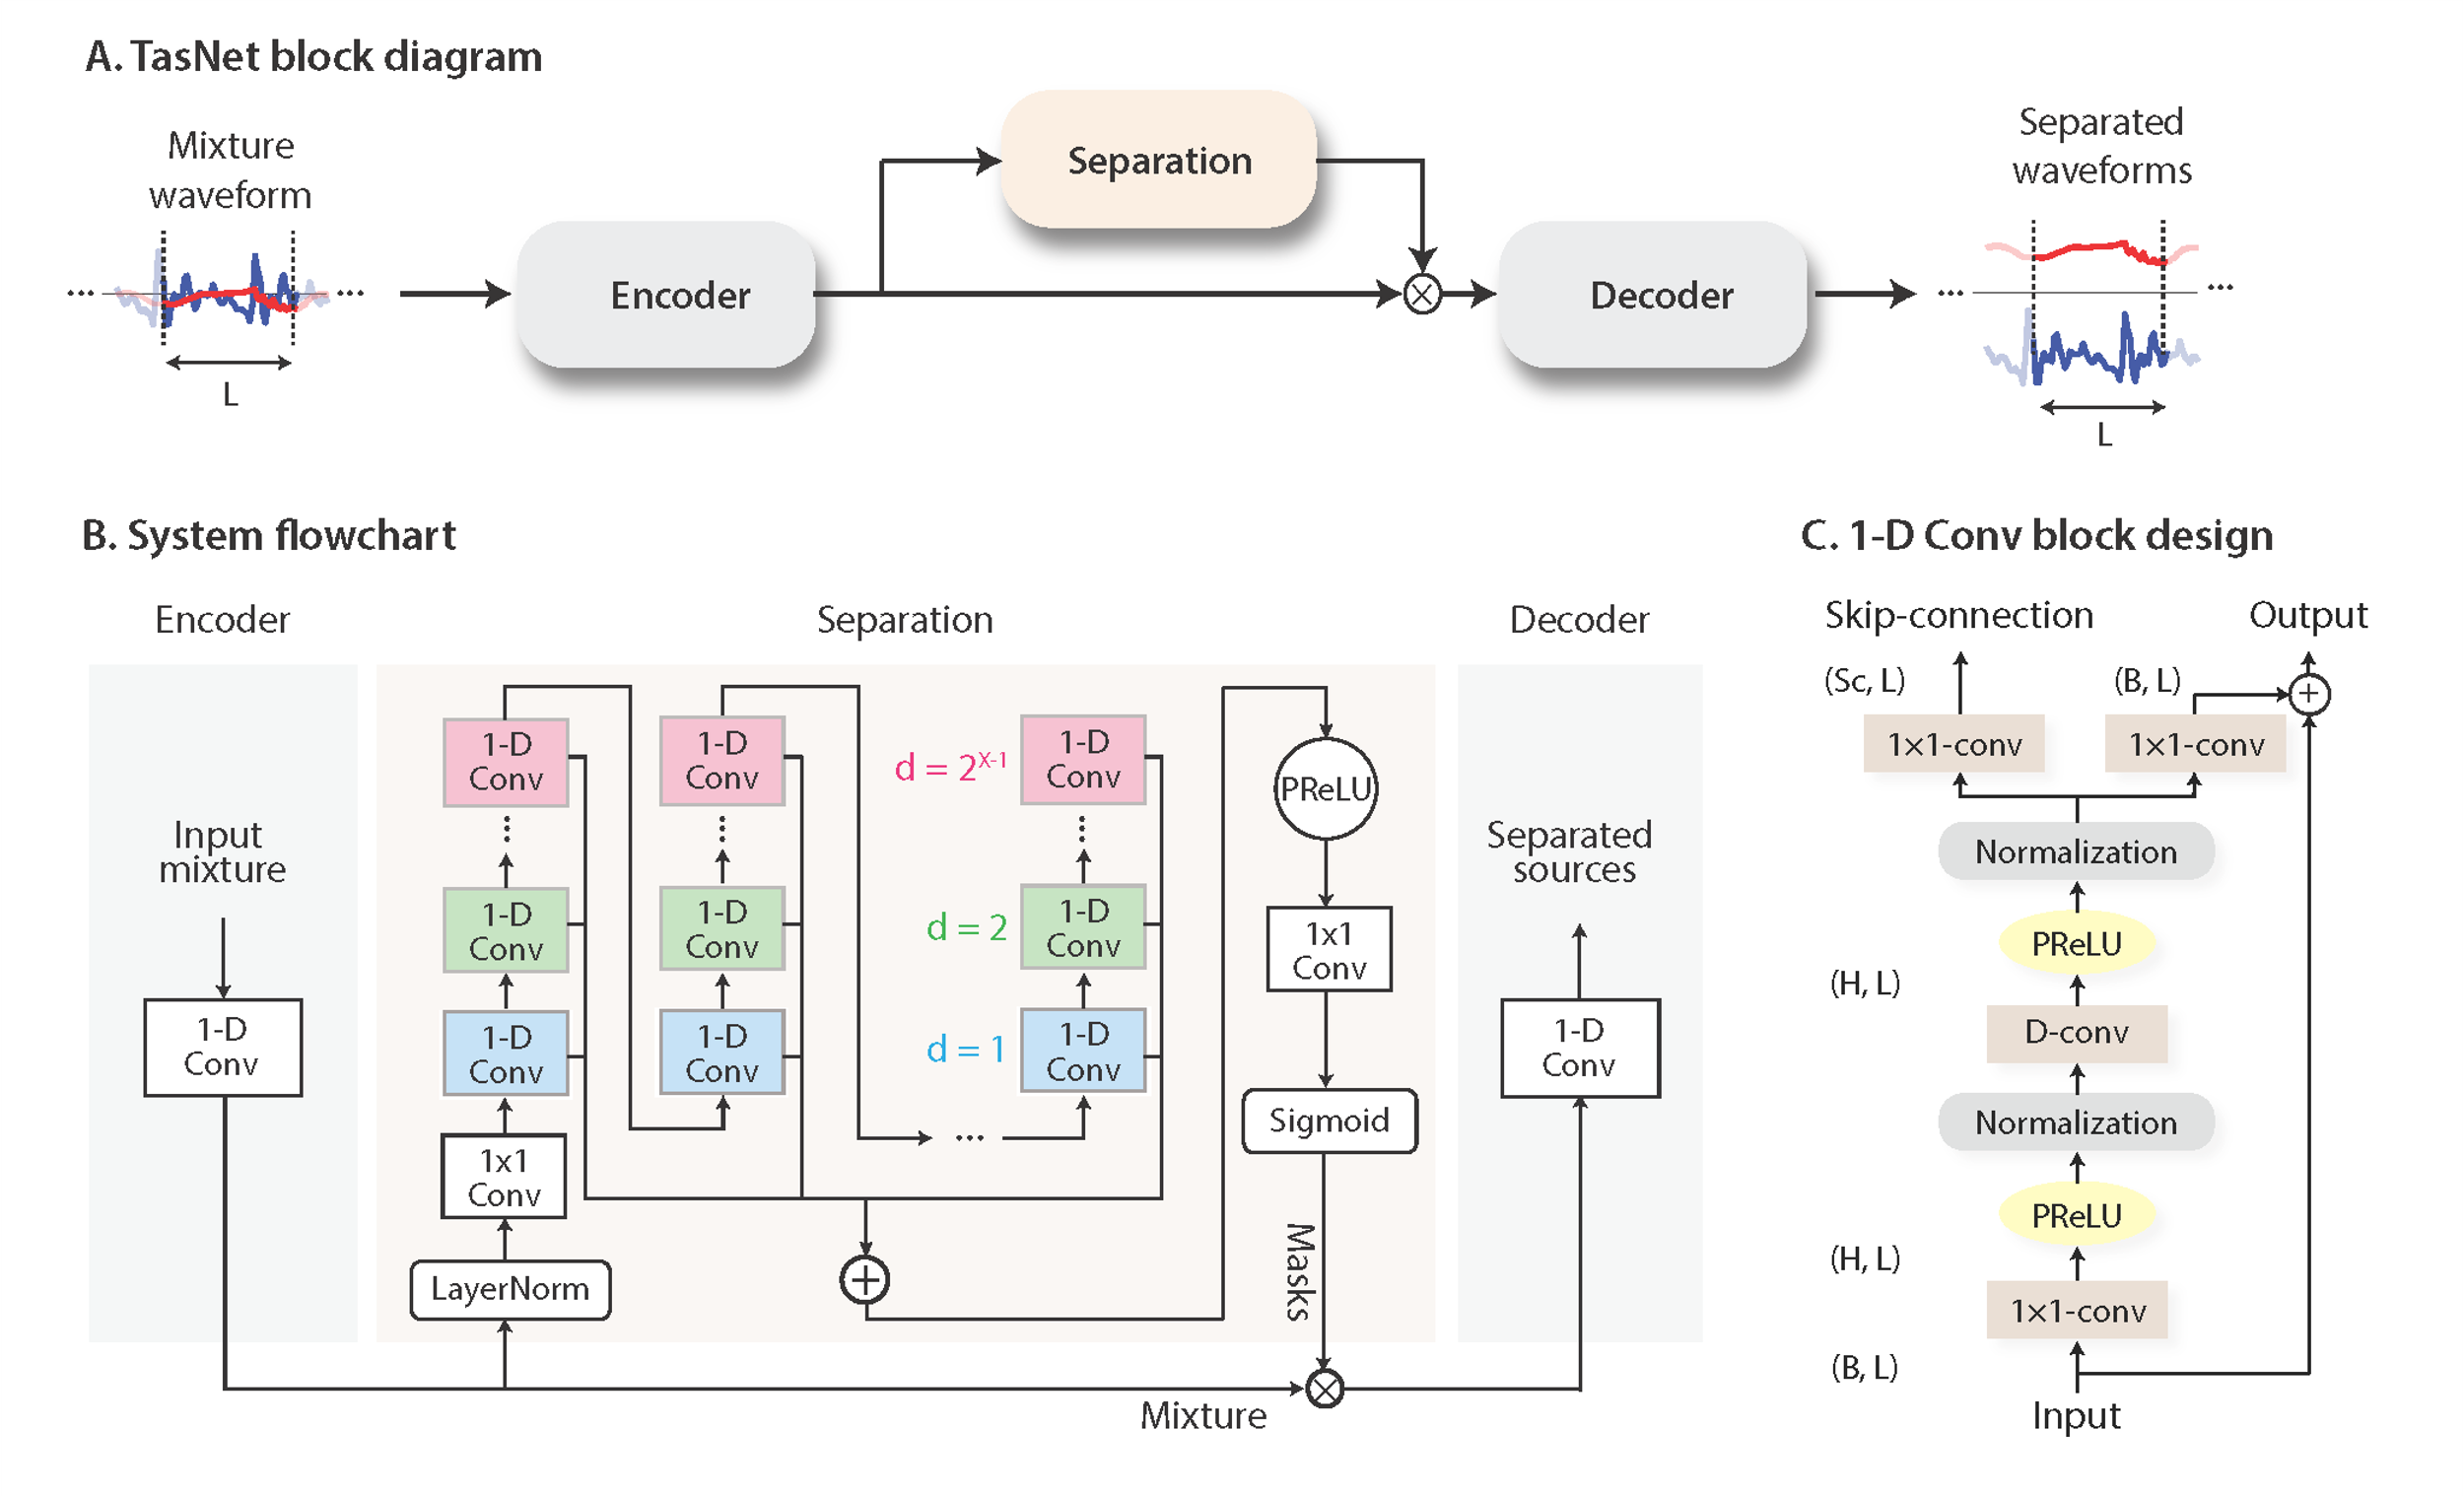 A. TasNet block diagram
Mixture
waveform
...
...
L
Encoder
Separation
Decoder
Separated
waveforms
...
...
L
B. System flowchart
Encoder
Input
mixture
1-D
Conv
Separation
1-D
Conv
1-D
Conv
1-D
Conv
1x1
Conv
LayerNorm
1-D
Conv
1-D
Conv
1-D
Conv
...
d = 2^X-1
d = 2
d = 1
1-D
Conv
1-D
Conv
1-D
Conv
PReLU
1x1
Conv
Sigmoid
Masks
Mixture
Decoder
Separated
sources
1-D
Conv
C. 1-D Conv block design
Skip-connection
Output
(Sc, L)
(B, L)
1×1-conv
1×1-conv
Normalization
PReLU
(H, L)
D-conv
Normalization
PReLU
(H, L)
1×1-conv
(B, L)
Input